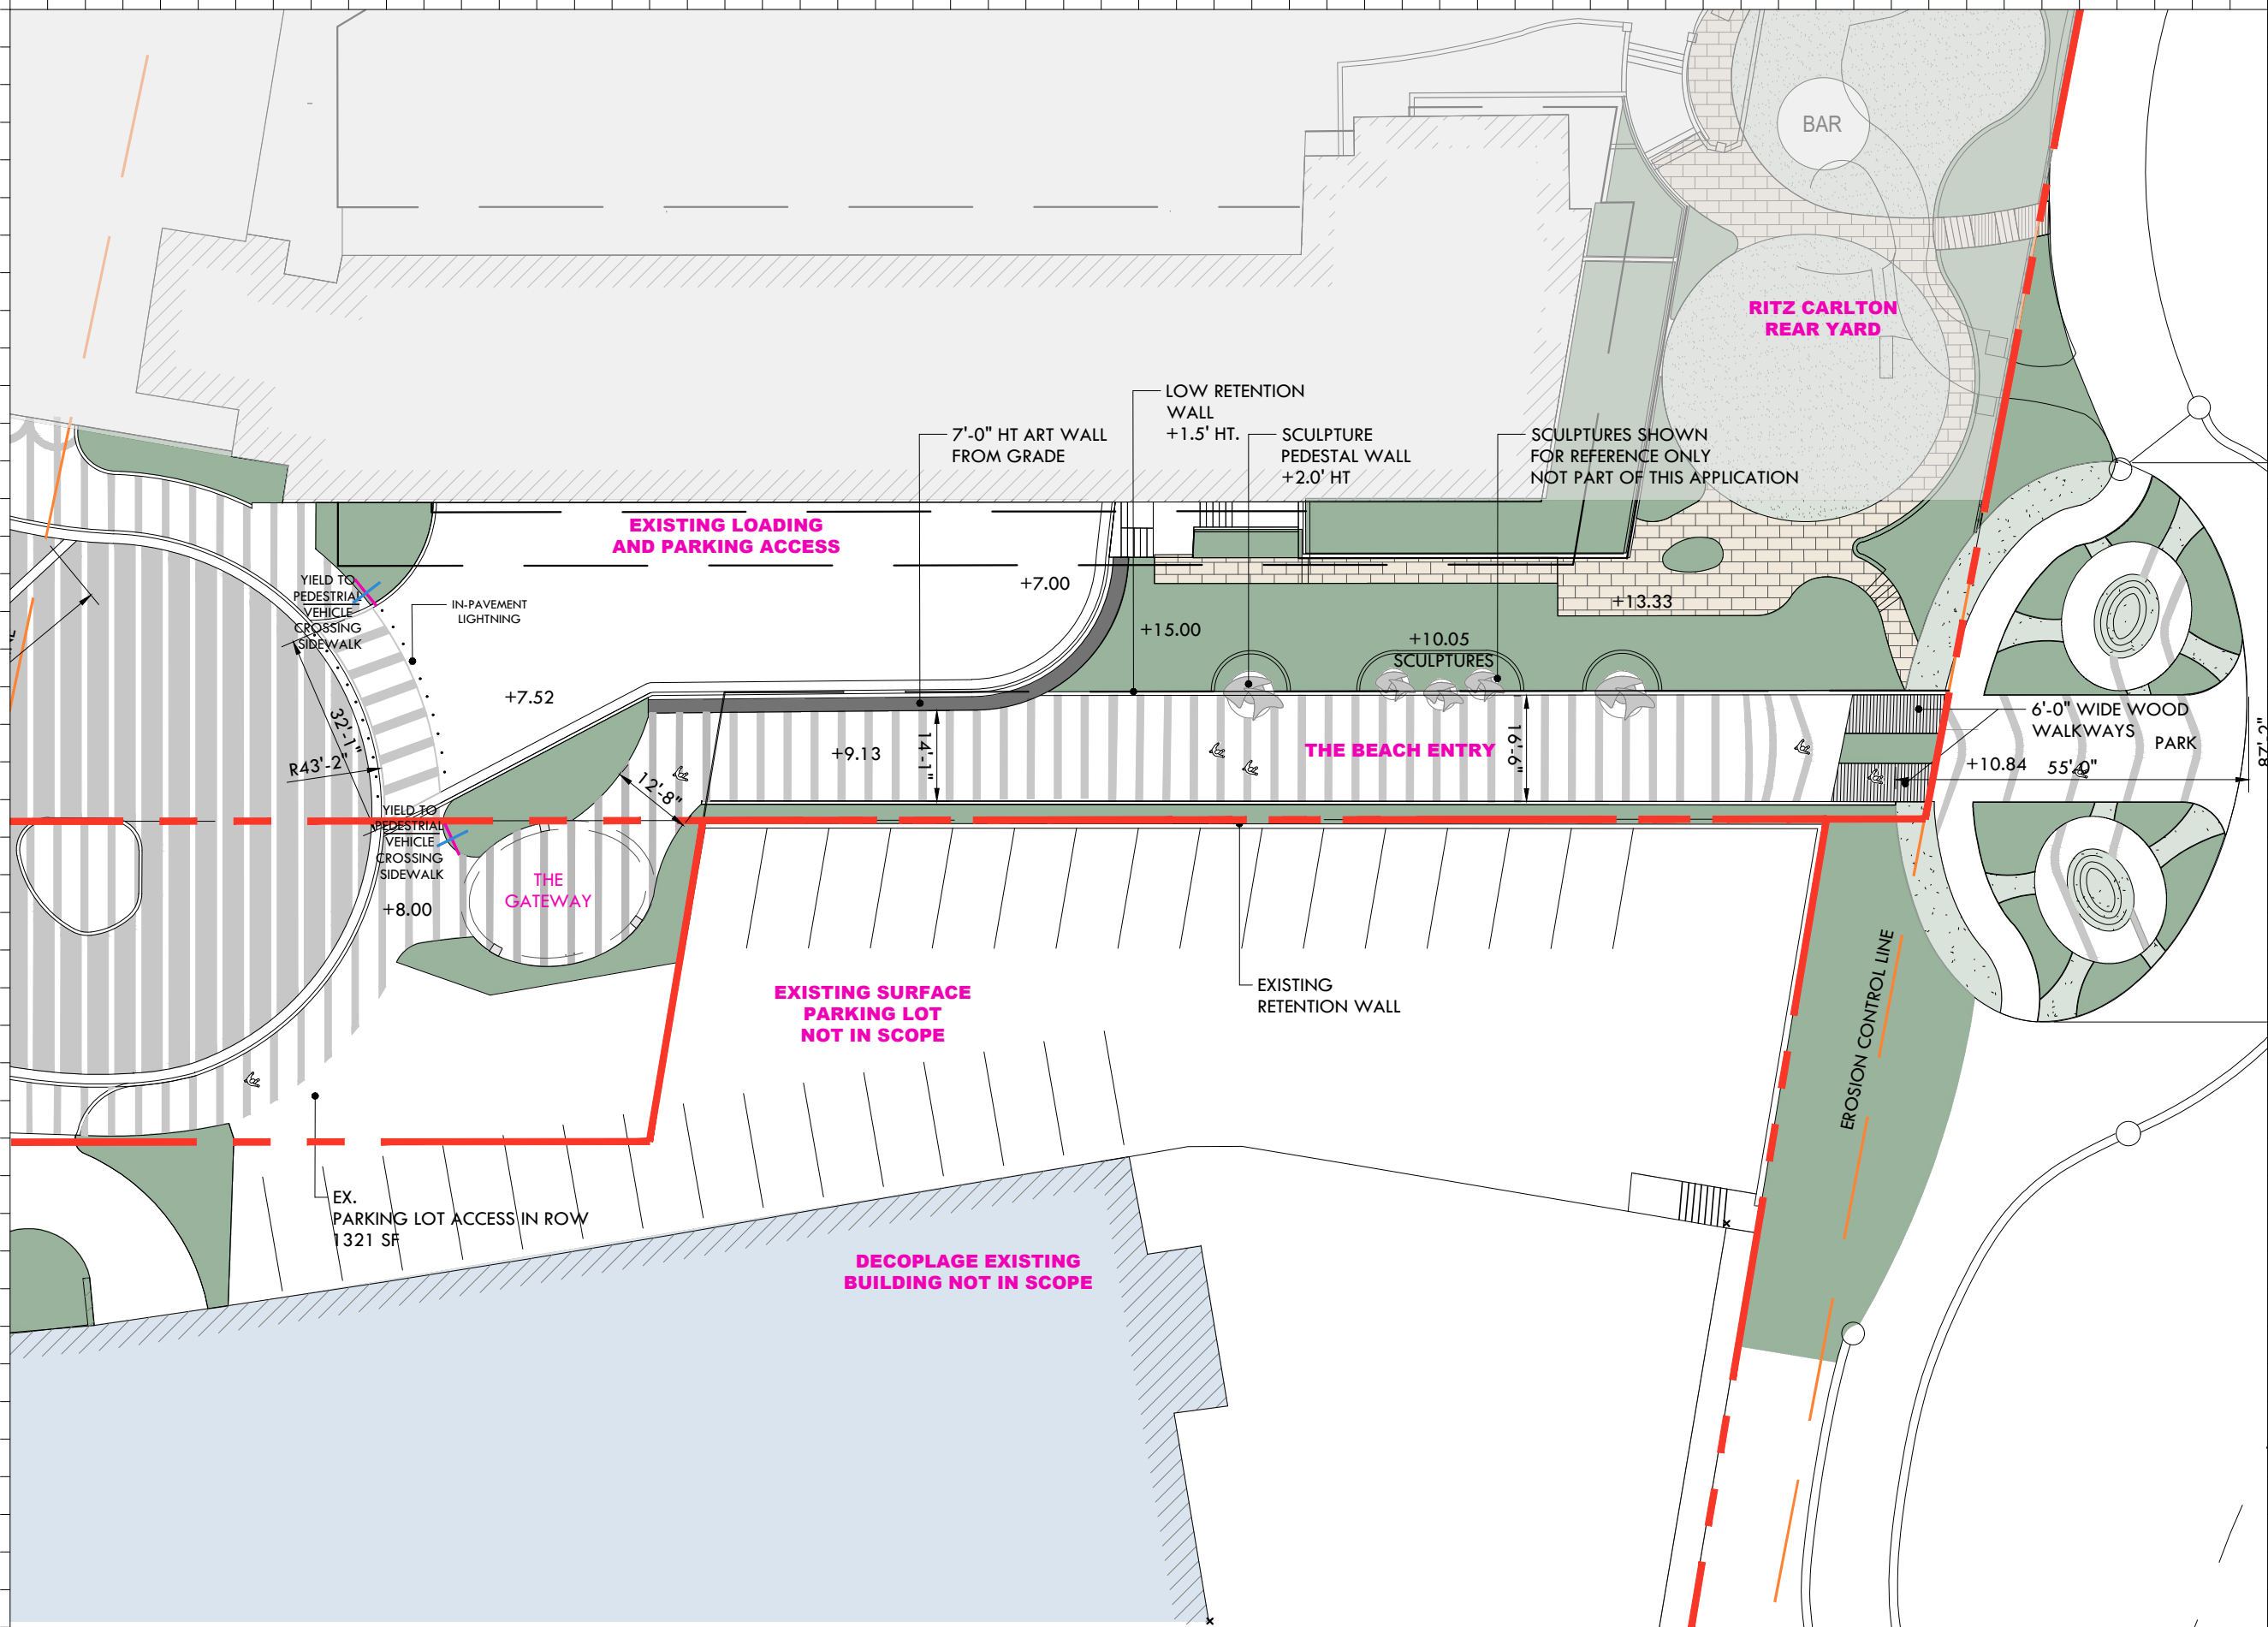 BAR
RITZ CARLTON
REAR YARD
LOW RETENTION
WALL
+1.5' HT.
7'-0" HT ART WALL
FROM GRADE
SCULPTURE
PEDESTAL WALL
+2.0' HT
SCULPTURES SHOWN
FOR REFERENCE ONLY
NOT PART OF THIS APPLICATION
EXISTING LOADING
AND PARKING ACCESS
+7.00
YIELD TO
PEDESTRIAL
VEHICLE
CROSSING
SIDEWALK
IN-PAVEMENT
LIGHTNING
+13.33
+15.00
+10.05
SCULPTURES
+7.52
32'-1"
R43'-2"
+9.13
14'-1"
THE BEACH ENTRY
16'-6"
6'-0" WIDE WOOD
WALKWAYS
PARK
+10.84
55'-0"
87'-2"
12'-8"
YIELD TO
PEDESTRIAL
VEHICLE
CROSSING
SIDEWALK
+8.00
THE
GATEWAY
EXISTING SURFACE
PARKING LOT
NOT IN SCOPE
EXISTING
RETENTION WALL
EROSION CONTROL LINE
EX.
PARKING LOT ACCESS IN ROW
1321 SF
DECOPLAGE EXISTING
BUILDING NOT IN SCOPE